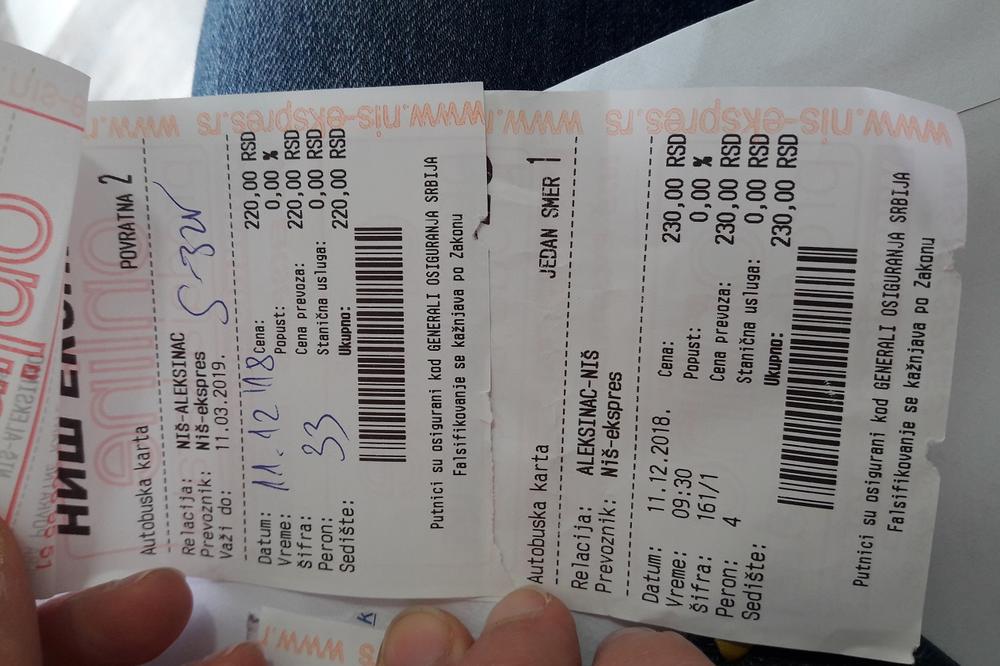 НИШ
www.nis-ekspres.rs
Autobuska karta POVRATNA 2
Relacija: NIŠ-ALEKSINAC
Prevoznik: Niš-ekspres
Važi do: 11.03.2019.
Datum: 11.12.18 Cena: 220,00 RSD
Vreme: Popust: 0,00 %
Šifra: 33 Cena prevoza: 220,00 RSD
Peron: Stanična usluga: 0,00 RSD
Sedište: Ukupno: 220,00 RSD
Putnici su osigurani kod GENERALI OSIGURANJA SRBIJA
Falsifikovanje se kažnjava po Zakonu
www.nis-ekspres.rs
Autobuska karta JEDAN SMER 1
Relacija: ALEKSINAC-NIŠ
Prevoznik: Niš-ekspres
Datum: 11.12.2018. Cena: 230,00 RSD
Vreme: 09:30 Popust: 0,00 %
Šifra: 161/1 Cena prevoza: 230,00 RSD
Peron: 4 Stanična usluga: 0,00 RSD
Sedište: Ukupno: 230,00 RSD
Putnici su osigurani kod GENERALI OSIGURANJA SRBIJA
Falsifikovanje se kažnjava po Zakonu